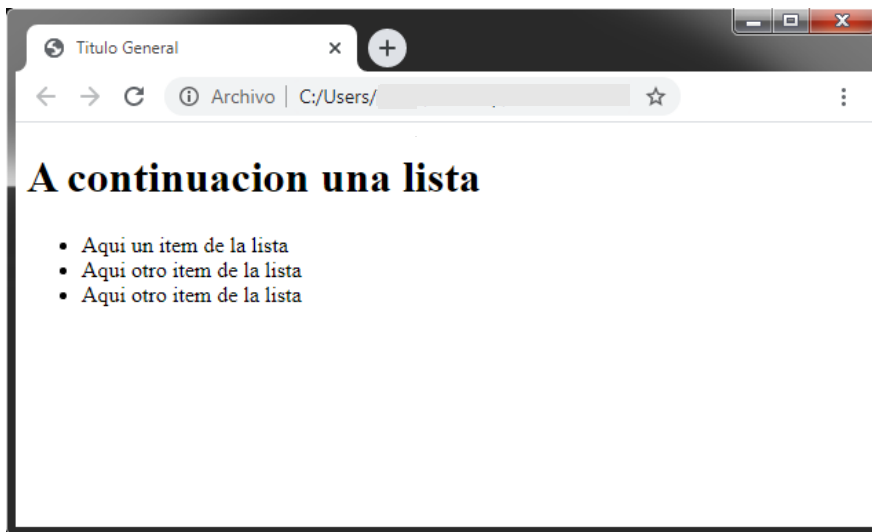 Titulo General
Archivo C:/Users/
A continuacion una lista
Aqui un item de la lista
Aqui otro item de la lista
Aqui otro item de la lista